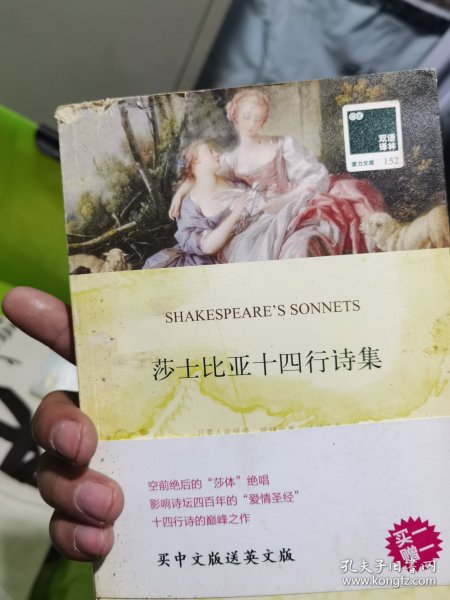 双语
译林
壹力文库 152
SHAKESPEARE'S SONNETS
莎士比亚十四行诗集
空前绝后的“莎体”绝唱
影响诗坛四百年的“爱情圣经”
十四行诗的巅峰之作
买中文版送英文版
买一
赠一
孔夫子旧书网
www.kongfz.com